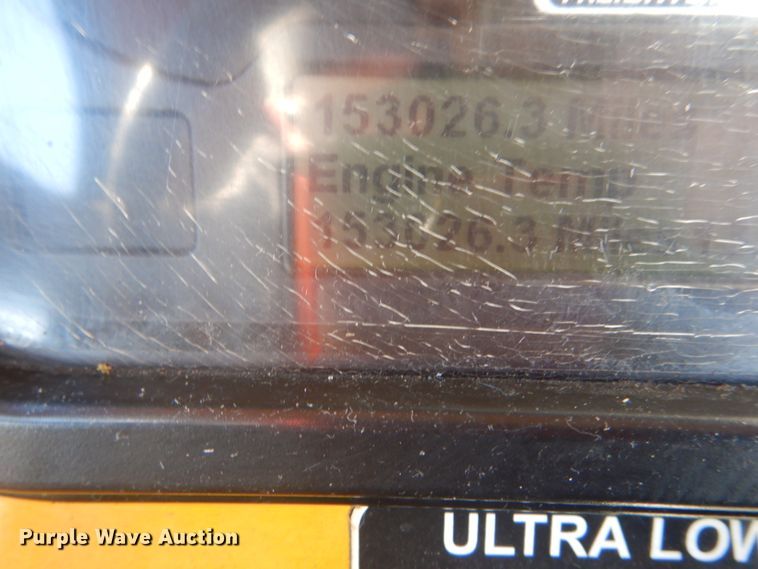 153026.3 Miles
Engine Temp
153026.3 Miles
ULTRA LOW
Purple Wave Auction